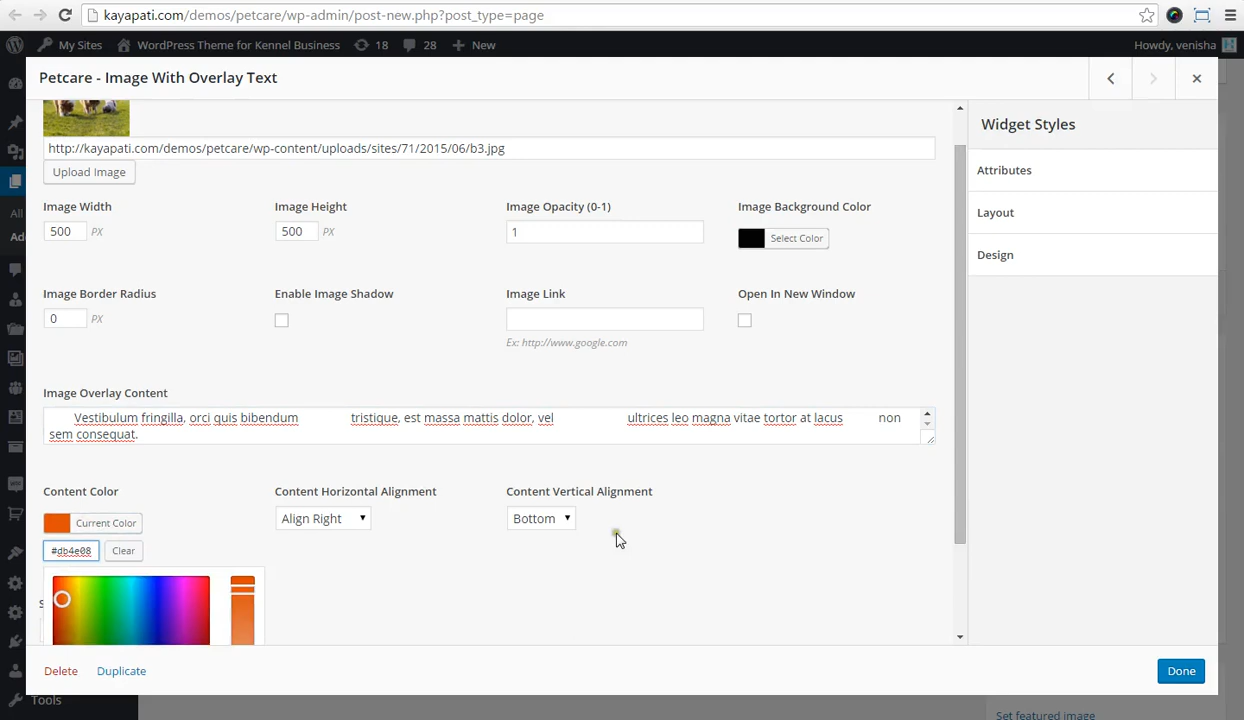 kayapati.com/demos/petcare/wp-admin/post-new.php?post_type=page
My Sites WordPress Theme for Kennel Business 18 28 New Howdy, venisha
Petcare - Image With Overlay Text
Widget Styles
http://kayapati.com/demos/petcare/wp-content/uploads/sites/71/2015/06/b3.jpg
Attributes
Upload Image
Image Width Image Height Image Opacity (0-1) Image Background Color
Layout
All
500 PX 500 PX 1 Select Color
Ad
Design
Image Border Radius Enable Image Shadow Image Link Open In New Window
0 PX
Ex: http://www.google.com
Image Overlay Content
Vestibulum fringilla, orci quis bibendum tristique, est massa mattis dolor, vel ultrices leo magna vitae tortor at lacus non
sem consequat.
Content Color Content Horizontal Alignment Content Vertical Alignment
Current Color Align Right Bottom
#db4e08 Clear
Delete Duplicate Done
Tools
Set featured image